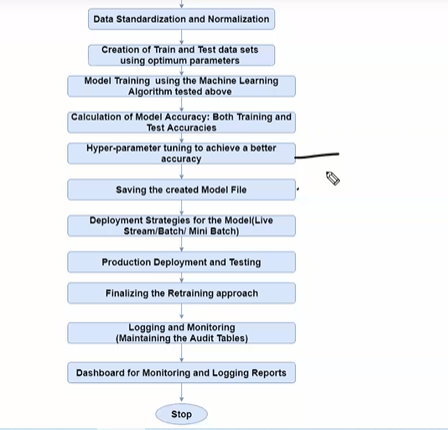 Data Standardization and Normalization
Creation of Train and Test data sets
using optimum parameters
Model Training  using the Machine Learning
Algorithm tested above
Calculation of Model Accuracy: Both Training and
Test Accuracies
Hyper-parameter tuning to achieve a better
accuracy
Saving the created Model File
Deployment Strategies for the Model(Live
Stream/Batch/ Mini Batch)
Production Deployment and Testing
Finalizing the Retraining approach
Logging and Monitoring
(Maintaining the Audit Tables)
Dashboard for Monitoring and Logging Reports
Stop